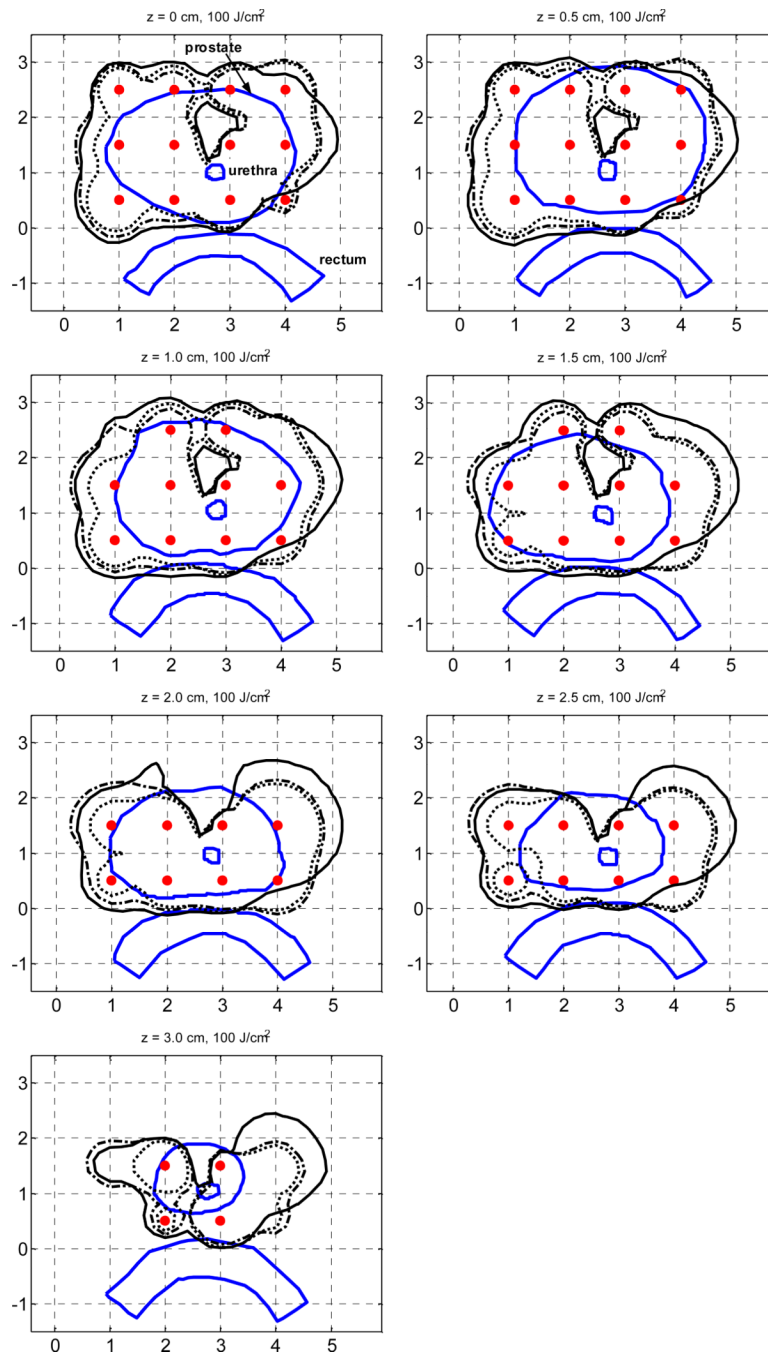 z = 0 cm, 100 J/cm²
3
2
1
0
-1
prostate
urethra
rectum
0 1 2 3 4 5
z = 0.5 cm, 100 J/cm²
3
2
1
0
-1
0 1 2 3 4 5
z = 1.0 cm, 100 J/cm²
3
2
1
0
-1
0 1 2 3 4 5
z = 1.5 cm, 100 J/cm²
3
2
1
0
-1
0 1 2 3 4 5
z = 2.0 cm, 100 J/cm²
3
2
1
0
-1
0 1 2 3 4 5
z = 2.5 cm, 100 J/cm²
3
2
1
0
-1
0 1 2 3 4 5
z = 3.0 cm, 100 J/cm²
3
2
1
0
-1
0 1 2 3 4 5